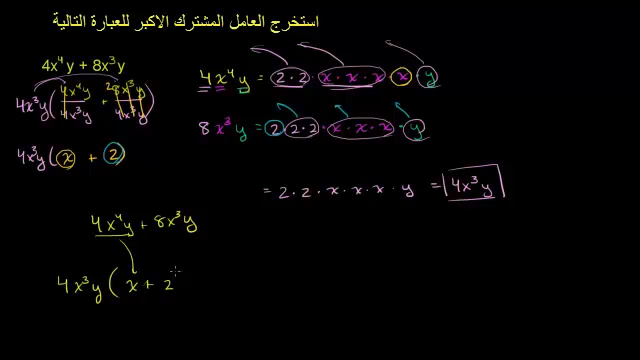 استخرج العامل المشترك الاكبر للعبارة التالية
4x⁴y + 8x³y
4x³y ( 4x⁴y / 4x³y + 2 8x³y / 4x³y )
4x³y ( x + 2 )
4x⁴y = 2 · 2 · x · x · x · x · y
8x³y = 2 · 2 · 2 · x · x · x · y
= 2 · 2 · x · x · x · y = 4x³y
4x⁴y + 8x³y
4x³y ( x + 2